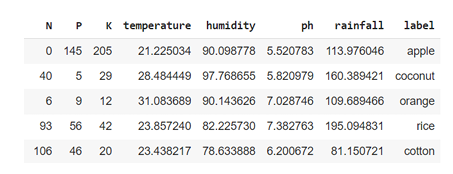 N P K temperature humidity ph rainfall label
0 145 205 21.225034 90.098778 5.520783 113.976046 apple
40 5 29 28.484449 97.768655 5.820979 160.389421 coconut
6 9 12 31.083689 90.143626 7.028746 109.689466 orange
93 56 42 23.857240 82.225730 7.382763 195.094831 rice
106 46 20 23.438217 78.633888 6.200672 81.150721 cotton